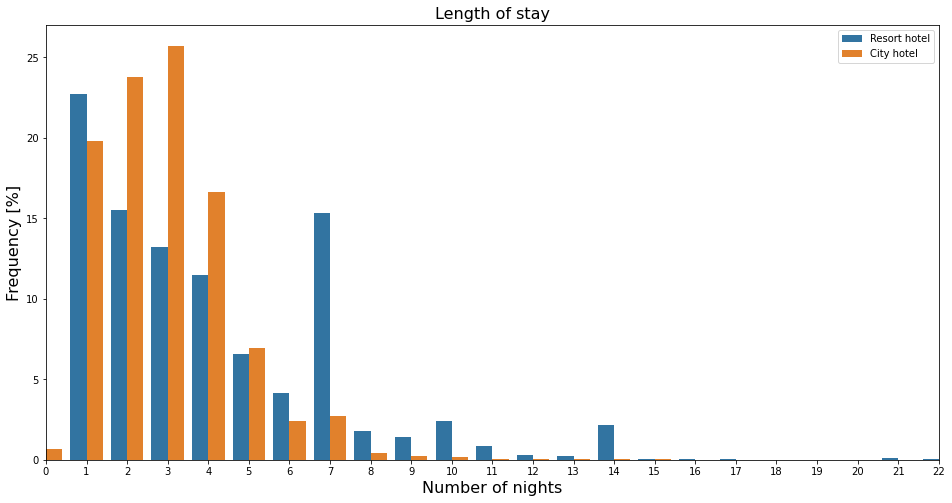 Length of stay
Resort hotel
City hotel
Frequency [%]
25
20
15
10
5
0
0 1 2 3 4 5 6 7 8 9 10 11 12 13 14 15 16 17 18 19 20 21 22
Number of nights